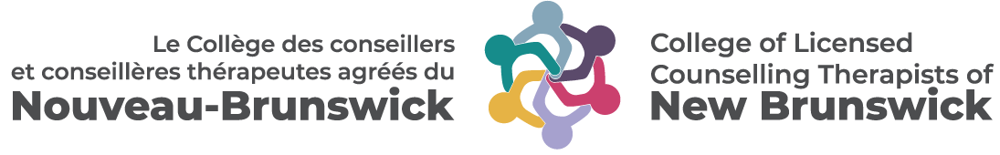 Le Collège des conseillers
et conseillères thérapeutes agréés du
Nouveau-Brunswick
College of Licensed
Counselling Therapists of
New Brunswick